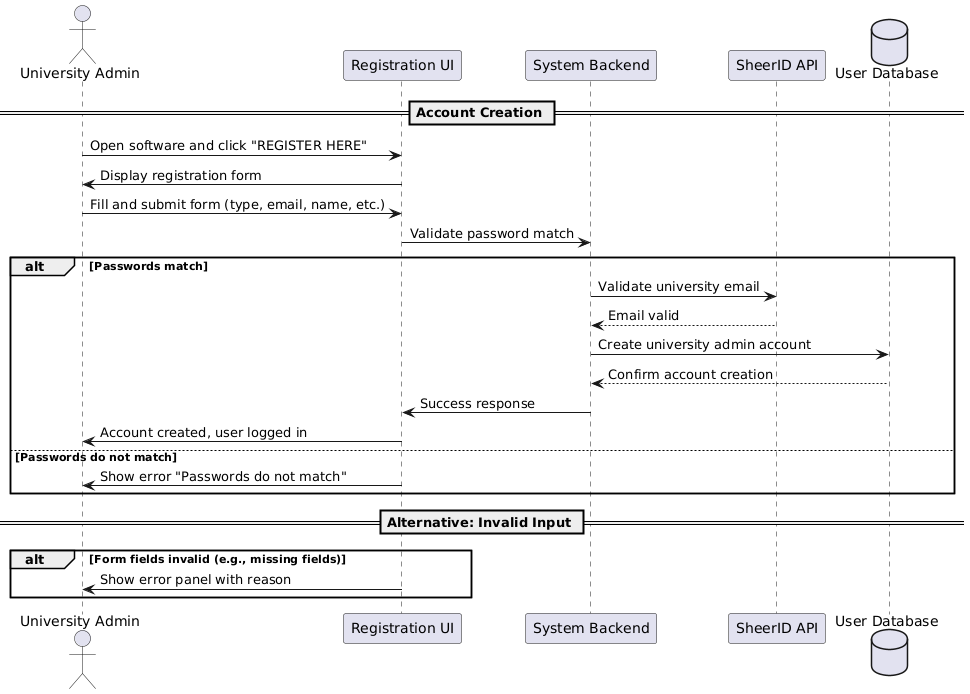 University Admin
Registration UI
System Backend
SheerID API
User Database
Account Creation
Open software and click "REGISTER HERE"
Display registration form
Fill and submit form (type, email, name, etc.)
Validate password match
alt [Passwords match]
Validate university email
Email valid
Create university admin account
Confirm account creation
Success response
Account created, user logged in
[Passwords do not match]
Show error "Passwords do not match"
Alternative: Invalid Input
alt [Form fields invalid (e.g., missing fields)]
Show error panel with reason
University Admin
Registration UI
System Backend
SheerID API
User Database